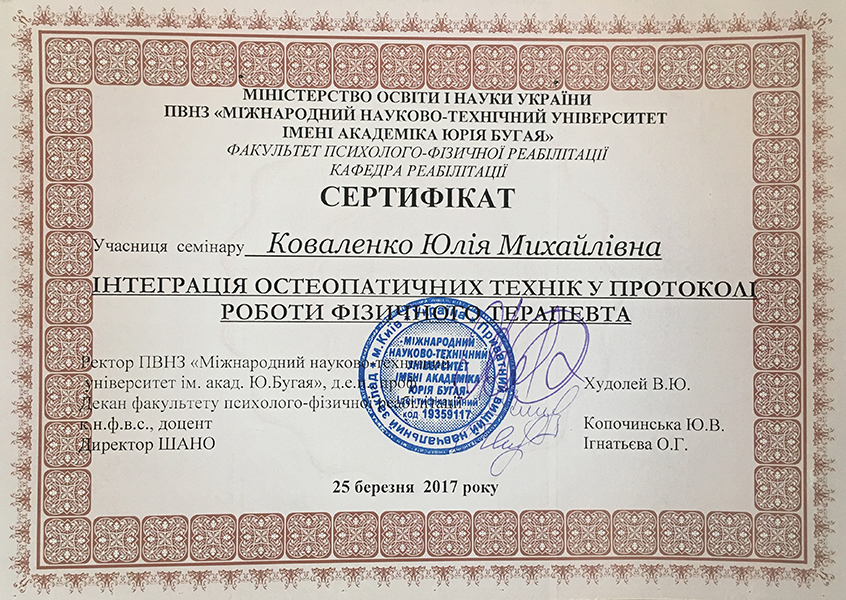 МІНІСТЕРСТВО ОСВІТИ І НАУКИ УКРАЇНИ
ПВНЗ «МІЖНАРОДНИЙ НАУКОВО-ТЕХНІЧНИЙ УНІВЕРСИТЕТ
ІМЕНІ АКАДЕМІКА ЮРІЯ БУГАЯ»
ФАКУЛЬТЕТ ПСИХОЛОГО-ФІЗИЧНОЇ РЕАБІЛІТАЦІЇ
КАФЕДРА РЕАБІЛІТАЦІЇ
СЕРТИФІКАТ
Учасниця семінару Коваленко Юлія Михайлівна
ІНТЕГРАЦІЯ ОСТЕОПАТИЧНИХ ТЕХНІК У ПРОТОКОЛІ
РОБОТИ ФІЗИЧНОГО ТЕРАПЕВТА
Ректор ПВНЗ «Міжнародний науково-технічний
університет ім. акад. Ю.Бугая», д.е.н., проф. Худолей В.Ю.
Декан факультету психолого-фізичної реабілітації
к.н.ф.в.с., доцент Копочинська Ю.В.
Директор ШАНО Ігнатьєва О.Г.
Україна * Приватний вищий навчальний заклад * м.Київ
МІЖНАРОДНИЙ
НАУКОВО-ТЕХНІЧНИЙ
УНІВЕРСИТЕТ
ІМЕНІ АКАДЕМІКА
ЮРІЯ БУГАЯ
Ідентифікаційний
код 19359117
25 березня 2017 року